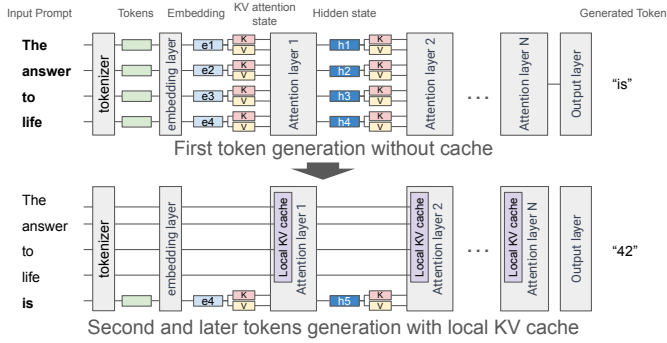 Input Prompt Tokens Embedding KV attention state Hidden state Generated Token
The
answer
to
life
tokenizer
embedding layer
e1 K V
e2 K V
e3 K V
e4 K V
Attention layer 1
h1 K V
h2 K V
h3 K V
h4 K V
Attention layer 2
...
Attention layer N
Output layer
“is”
First token generation without cache
The
answer
to
life
is
tokenizer
embedding layer
e4 K V
Local KV cache
Attention layer 1
h5 K V
Local KV cache
Attention layer 2
...
Local KV cache
Attention layer N
Output layer
“42”
Second and later tokens generation with local KV cache